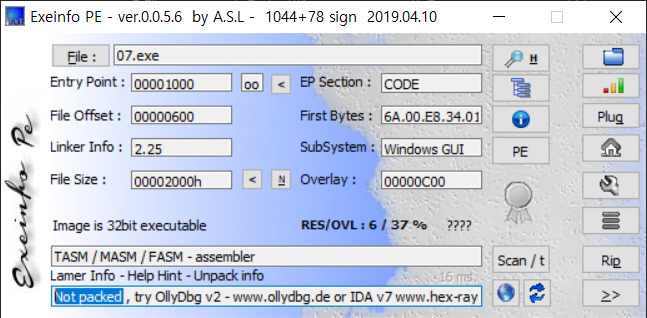 Exeinfo PE - ver.0.0.5.6 by A.S.L - 1044+78 sign 2019.04.10
File : 07.exe H
Entry Point : 00001000 oo < EP Section : CODE
File Offset : 00000600 First Bytes : 6A.00.E8.34.01 Plug
Linker Info : 2.25 SubSystem : Windows GUI PE
File Size : 00002000h < N Overlay : 00000C00
Image is 32bit executable RES/OVL : 6 / 37 % ????
TASM / MASM / FASM - assembler Scan / t Rip
Lamer Info - Help Hint - Unpack info 16 ms.
Not packed , try OllyDbg v2 - www.ollydbg.de or IDA v7 www.hex-ray >>
Exeinfo Pe